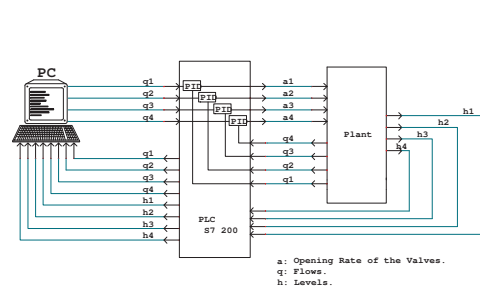 PC
q1
q2
q3
q4
PID
PID
PID
PID
a1
a2
a3
a4
q4
q3
q2
q1
Plant
h1
h2
h3
h4
q1
q2
q3
q4
h1
h2
h3
h4
PLC
S7 200
a: Opening Rate of the Valves.
q: Flows.
h: Levels.